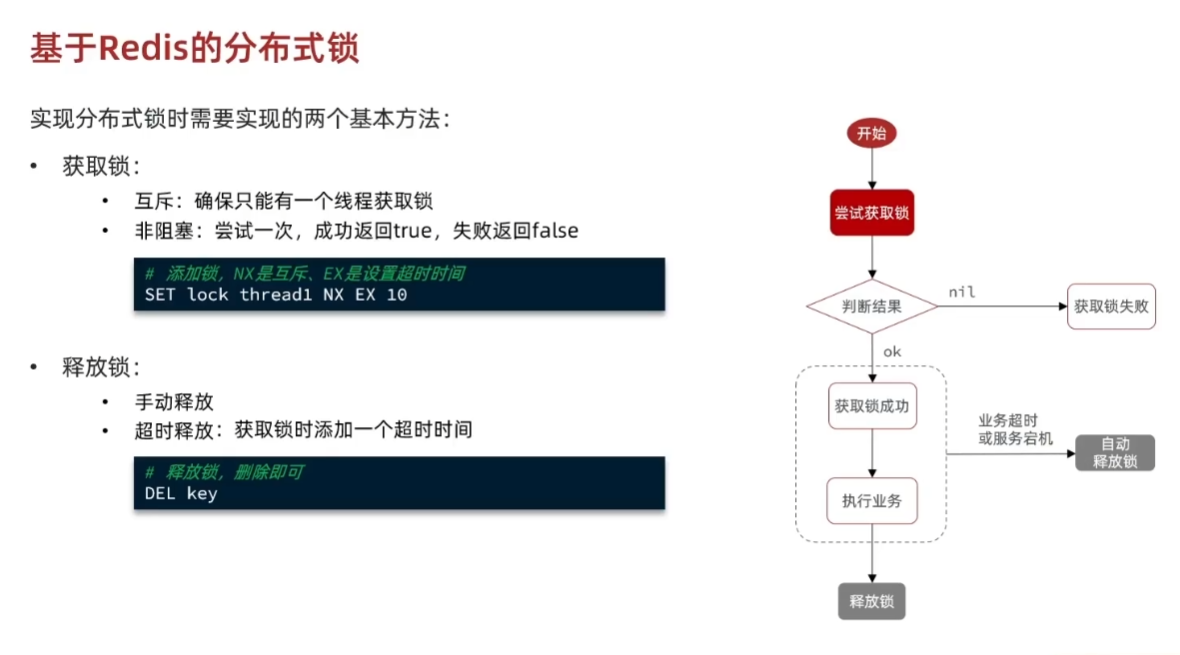 基于Redis的分布式锁
实现分布式锁时需要实现的两个基本方法：
• 获取锁：
• 互斥：确保只能有一个线程获取锁
• 非阻塞：尝试一次，成功返回true，失败返回false
# 添加锁，NX是互斥、EX是设置超时时间
SET lock thread1 NX EX 10
• 释放锁：
• 手动释放
• 超时释放：获取锁时添加一个超时时间
# 释放锁，删除即可
DEL key
开始
尝试获取锁
判断结果
nil
获取锁失败
ok
获取锁成功
业务超时
或服务宕机
自动
释放锁
执行业务
释放锁